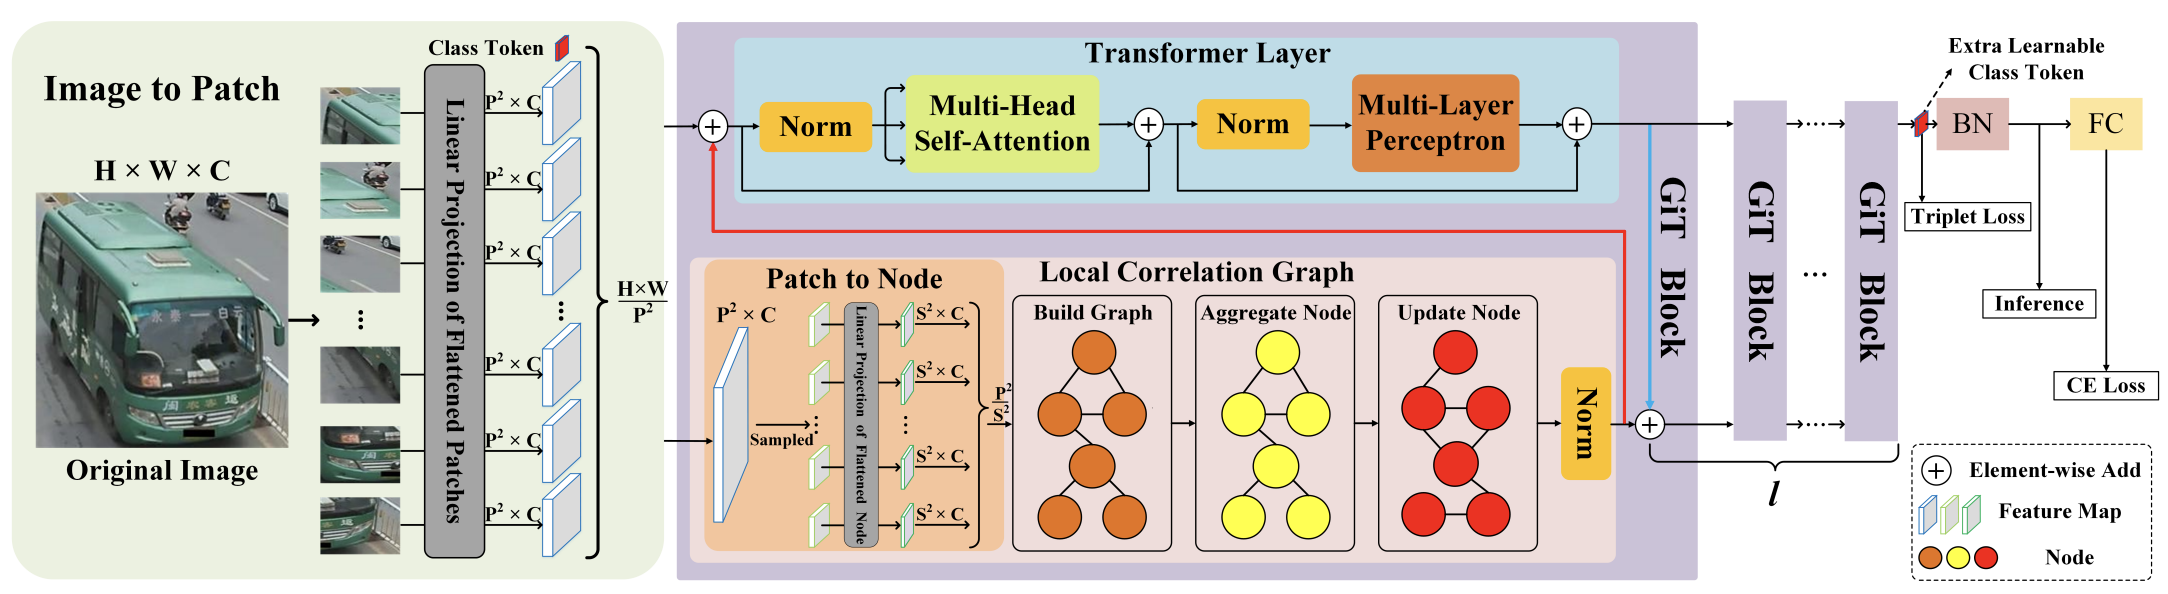 Image to Patch
H × W × C
Original Image
Class Token
Linear Projection of Flattened Patches
P² × C
P² × C
P² × C
P² × C
P² × C
P² × C
H×W
P²
Transformer Layer
Norm
Multi-Head
Self-Attention
Norm
Multi-Layer
Perceptron
Local Correlation Graph
Patch to Node
P² × C
Sampled
Linear Projection of Flattened Node
S² × C
S² × C
S² × C
S² × C
P²
S²
Build Graph
Aggregate Node
Update Node
Norm
GiT Block
GiT Block
...
GiT Block
l
Extra Learnable
Class Token
BN
FC
Triplet Loss
Inference
CE Loss
Element-wise Add
Feature Map
Node